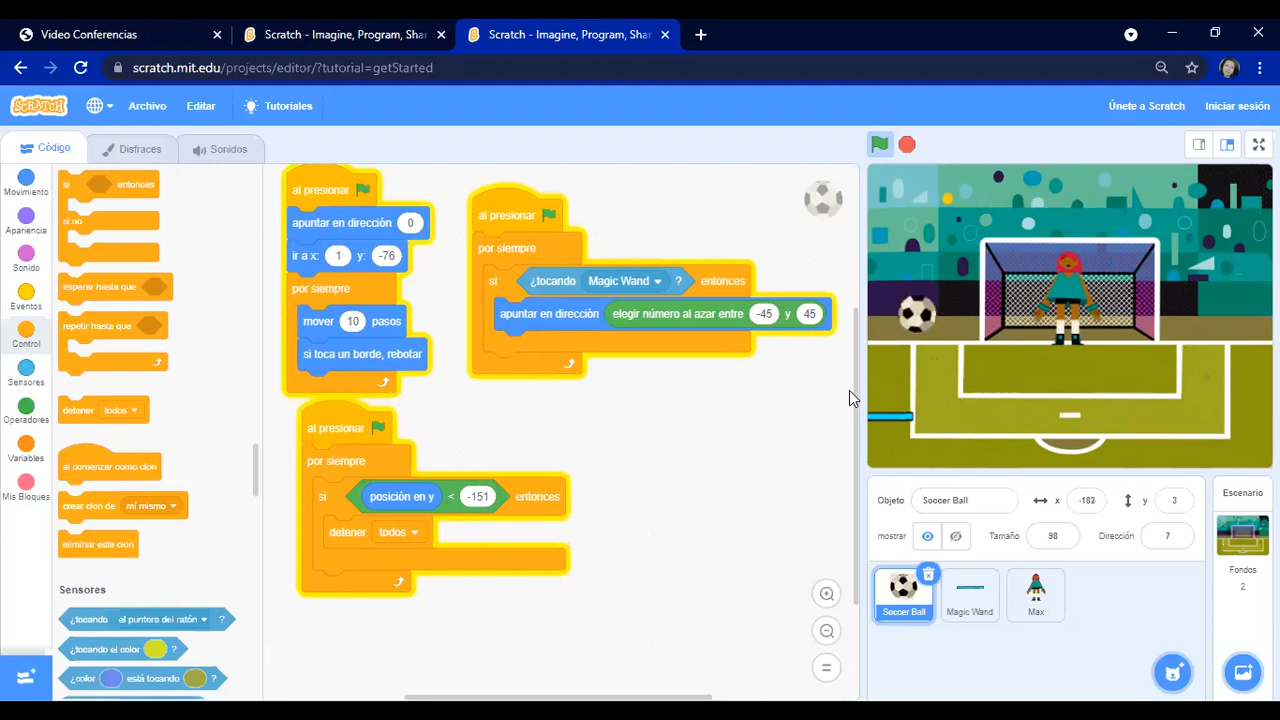 Video Conferencias
Scratch - Imagine, Program, Shar
Scratch - Imagine, Program, Shar
scratch.mit.edu/projects/editor/?tutorial=getStarted
SCRATCH
Archivo
Editar
Tutoriales
Únete a Scratch
Iniciar sesión
Código
Disfraces
Sonidos
Movimiento
Apariencia
Sonido
Eventos
Control
Sensores
Operadores
Variables
Mis Bloques
si entonces
si no
esperar hasta que
repetir hasta que
detener todos
al comenzar como clon
crear clon de mí mismo
eliminar este clon
Sensores
¿tocando el puntero del ratón ?
¿tocando el color ?
¿color está tocando ?
al presionar
apuntar en dirección 0
ir a x: 1 y: -76
por siempre
mover 10 pasos
si toca un borde, rebotar
al presionar
por siempre
si ¿tocando Magic Wand ? entonces
apuntar en dirección elegir número al azar entre -45 y 45
al presionar
por siempre
si posición en y < -151 entonces
detener todos
Objeto Soccer Ball x -183 y 3
mostrar Tamaño 98 Dirección 7
Soccer Ball
Magic Wand
Max
Escenario
Fondos
2